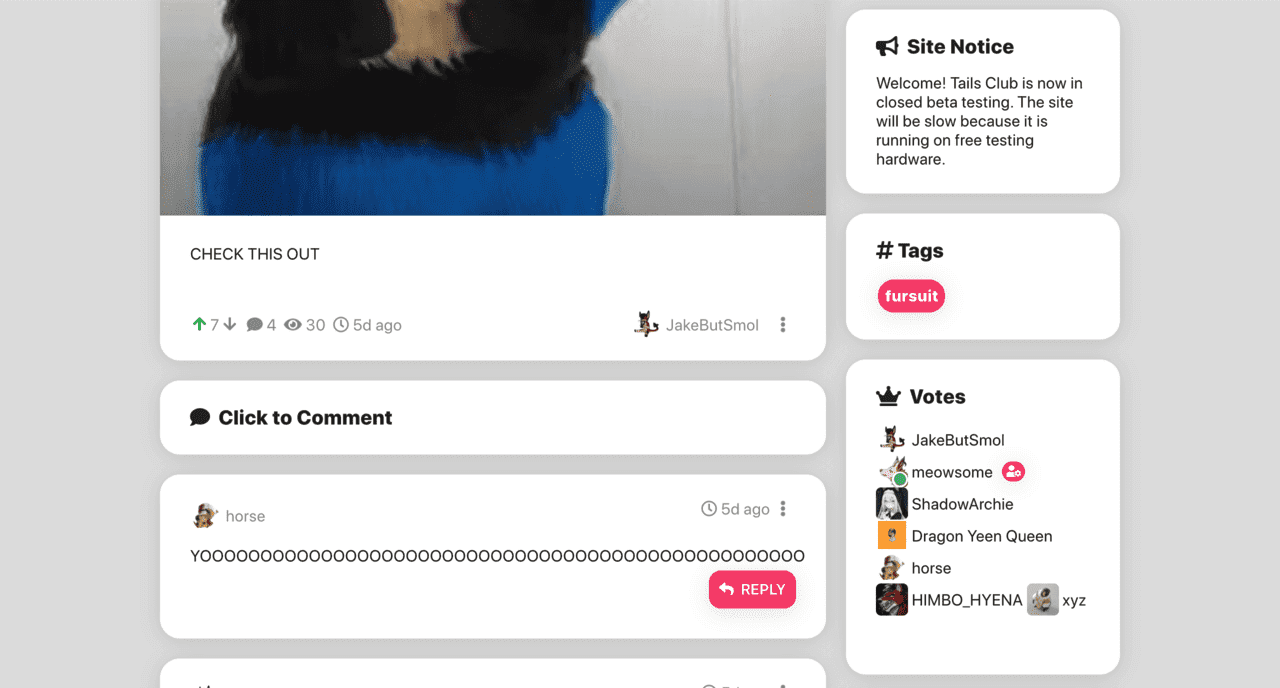 CHECK THIS OUT
7 4 30 5d ago
JakeButSmol
Click to Comment
horse
5d ago
YOOOOOOOOOOOOOOOOOOOOOOOOOOOOOOOOOOOOOOOOOOOOOOOOOO
REPLY
Site Notice
Welcome! Tails Club is now in
closed beta testing. The site
will be slow because it is
running on free testing
hardware.
# Tags
fursuit
Votes
JakeButSmol
meowsome
ShadowArchie
Dragon Yeen Queen
horse
HIMBO_HYENA xyz